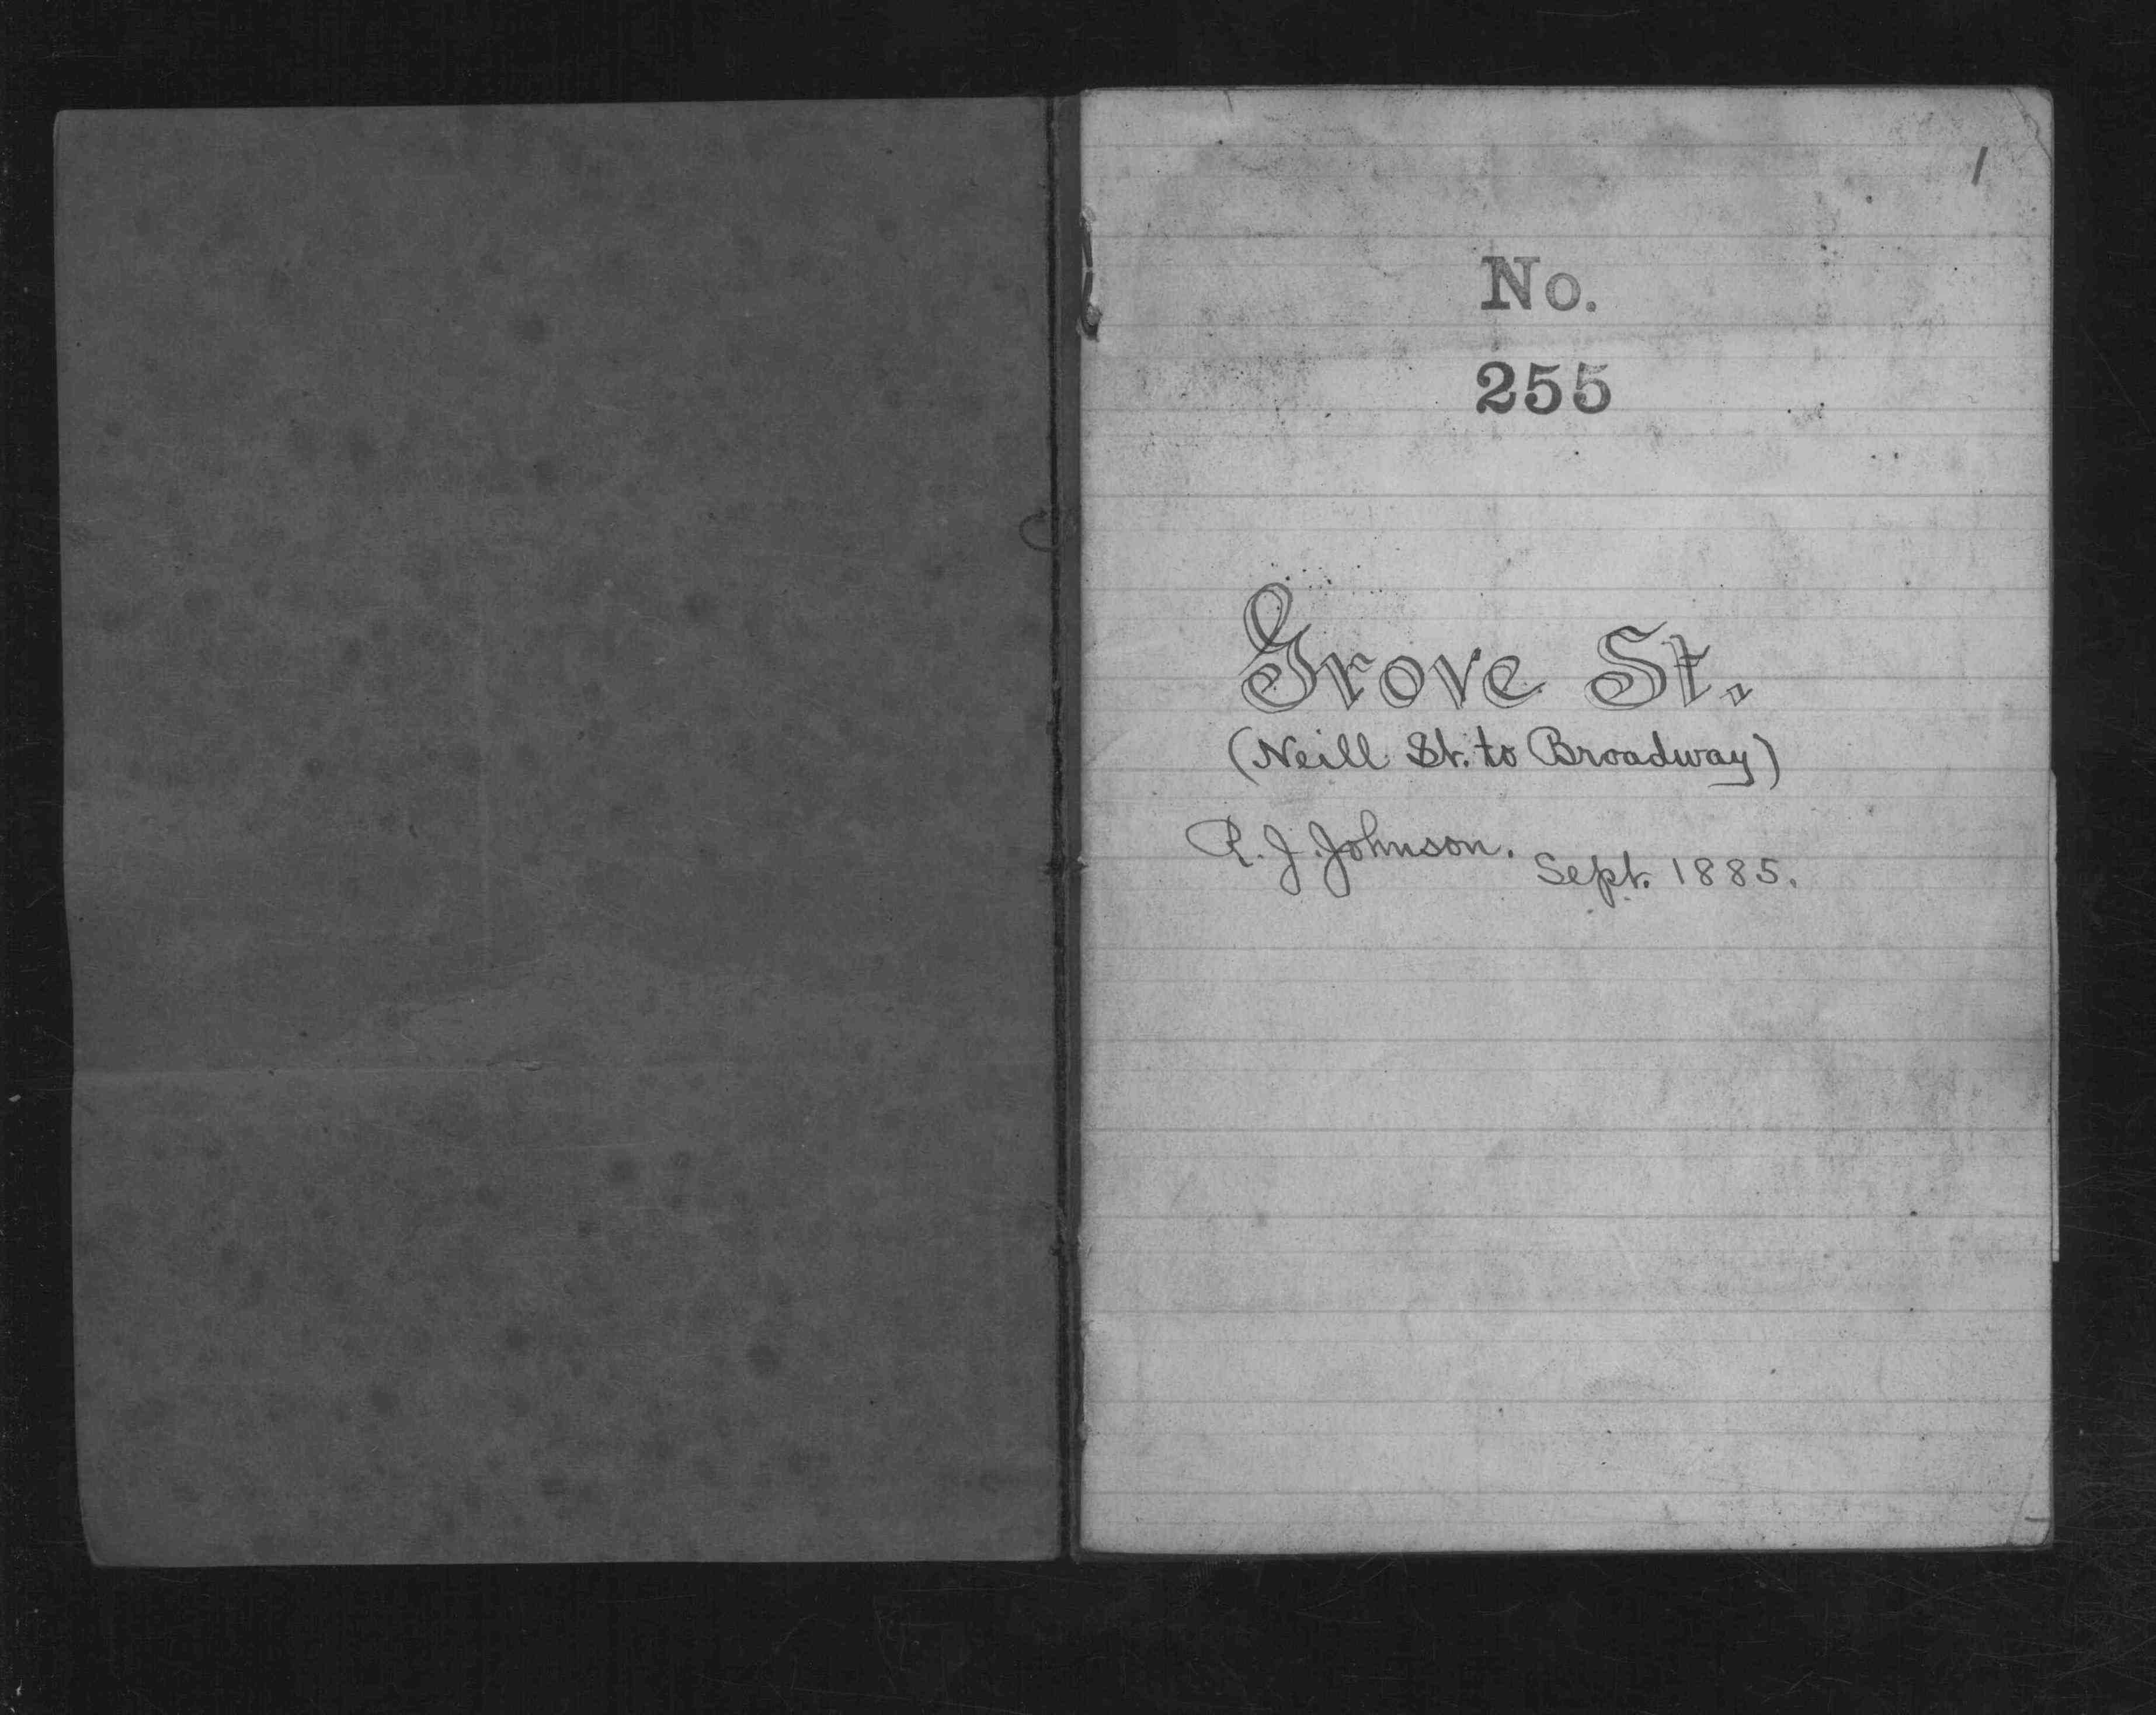 1
No.
255
Grove St.
(Neill St. to Broadway)
R. J. Johnson.
Sept. 1885.